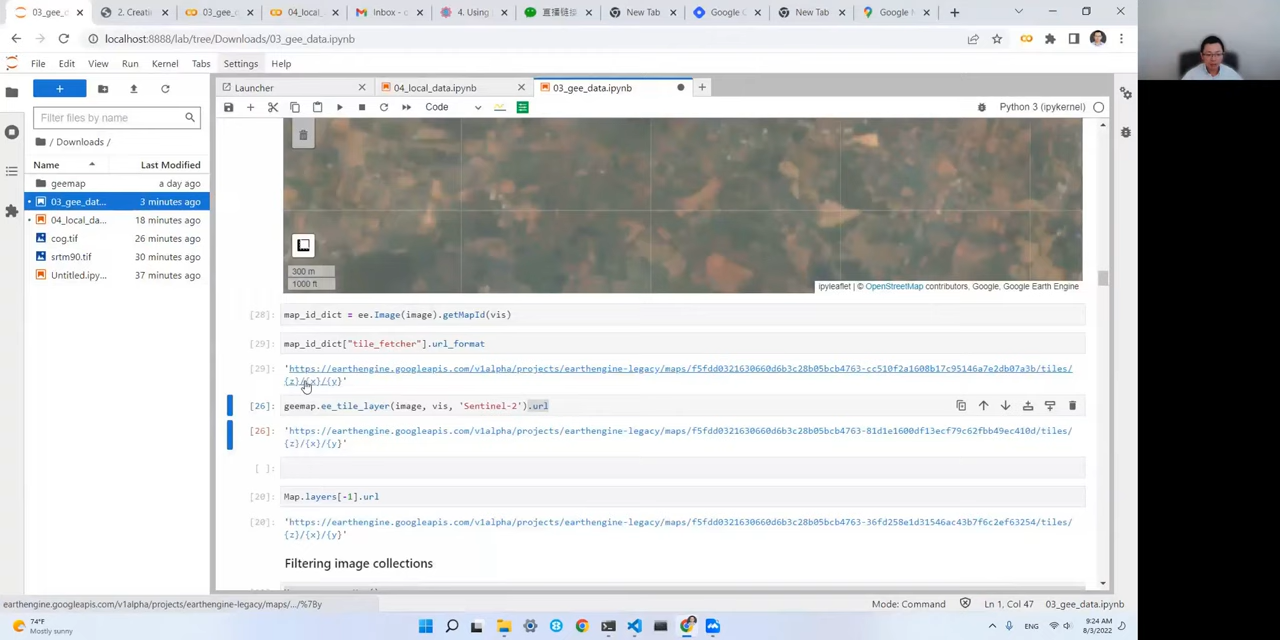 03_gee_d
2. Creati
03_gee_d
04_local_
Inbox - c
4. Using
直播链接
New Tab
Google C
New Tab
Google M
localhost:8888/lab/tree/Downloads/03_gee_data.ipynb
File Edit View Run Kernel Tabs Settings Help
Launcher
04_local_data.ipynb
03_gee_data.ipynb
Code
Python 3 (ipykernel)
Filter files by name
/ Downloads /
Name Last Modified
geemap a day ago
03_gee_dat... 3 minutes ago
04_local_da... 18 minutes ago
cog.tif 26 minutes ago
srtm90.tif 30 minutes ago
Untitled.ipy... 37 minutes ago
300 m
1000 ft
ipyleaflet | © OpenStreetMap contributors, Google, Google Earth Engine
[28]: map_id_dict = ee.Image(image).getMapId(vis)
[29]: map_id_dict["tile_fetcher"].url_format
[29]: 'https://earthengine.googleapis.com/v1alpha/projects/earthengine-legacy/maps/f5fdd0321630660d6b3c28b05bcb4763-cc510f2a1608b17c95146a7e2db07a3b/tiles/
{z}/{x}/{y}'
[26]: geemap.ee_tile_layer(image, vis, 'Sentinel-2').url
[26]: 'https://earthengine.googleapis.com/v1alpha/projects/earthengine-legacy/maps/f5fdd0321630660d6b3c28b05bcb4763-81d1e1600df13ecf79c62fbb49ec410d/tiles/
{z}/{x}/{y}'
[ ]:
[20]: Map.layers[-1].url
[20]: 'https://earthengine.googleapis.com/v1alpha/projects/earthengine-legacy/maps/f5fdd0321630660d6b3c28b05bcb4763-36fd258e1d31546ac43b7f6c2ef63254/tiles/
{z}/{x}/{y}'
Filtering image collections
earthengine.googleapis.com/v1alpha/projects/earthengine-legacy/maps/.../%7By
Mode: Command
Ln 1, Col 47
03_gee_data.ipynb
74°F
Mostly sunny
ENG
9:24 AM
8/3/2022